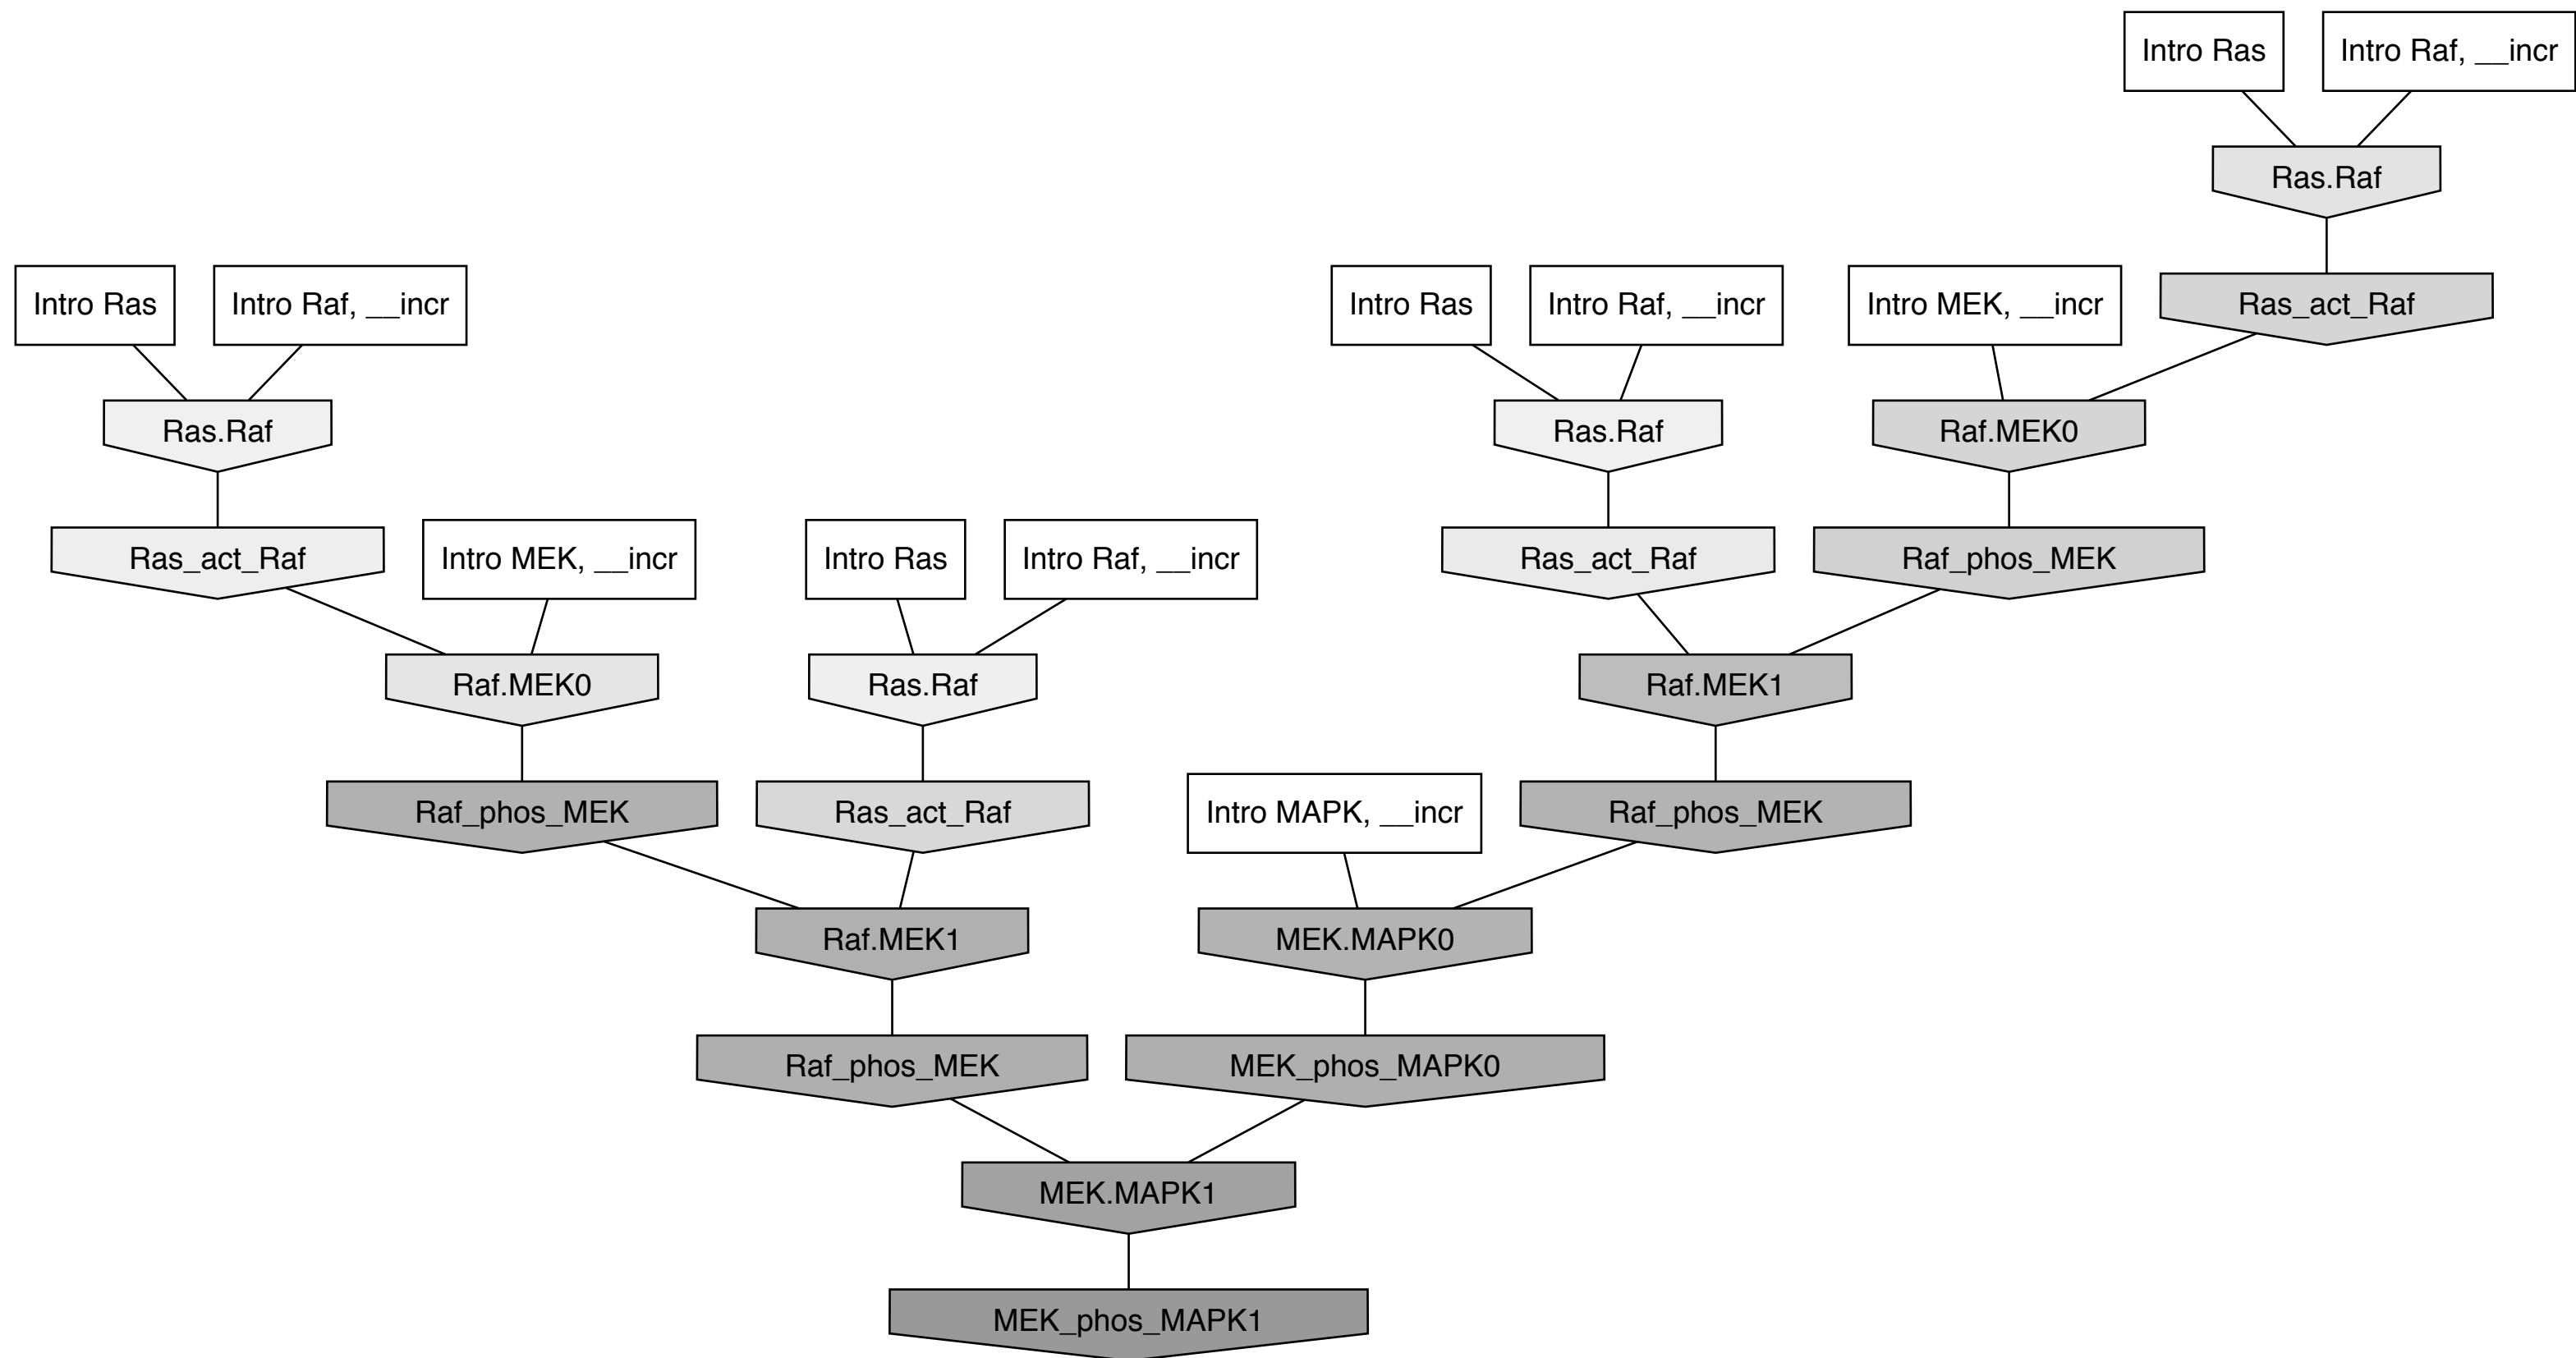 Intro Ras
Intro Raf, __incr
Ras.Raf
Intro Ras
Intro Raf, __incr
Intro Ras
Intro Raf, __incr
Intro MEK, __incr
Ras_act_Raf
Ras.Raf
Ras.Raf
Raf.MEK0
Ras_act_Raf
Intro MEK, __incr
Intro Ras
Intro Raf, __incr
Ras_act_Raf
Raf_phos_MEK
Raf.MEK0
Ras.Raf
Raf.MEK1
Raf_phos_MEK
Ras_act_Raf
Intro MAPK, __incr
Raf_phos_MEK
Raf.MEK1
MEK.MAPK0
Raf_phos_MEK
MEK_phos_MAPK0
MEK.MAPK1
MEK_phos_MAPK1